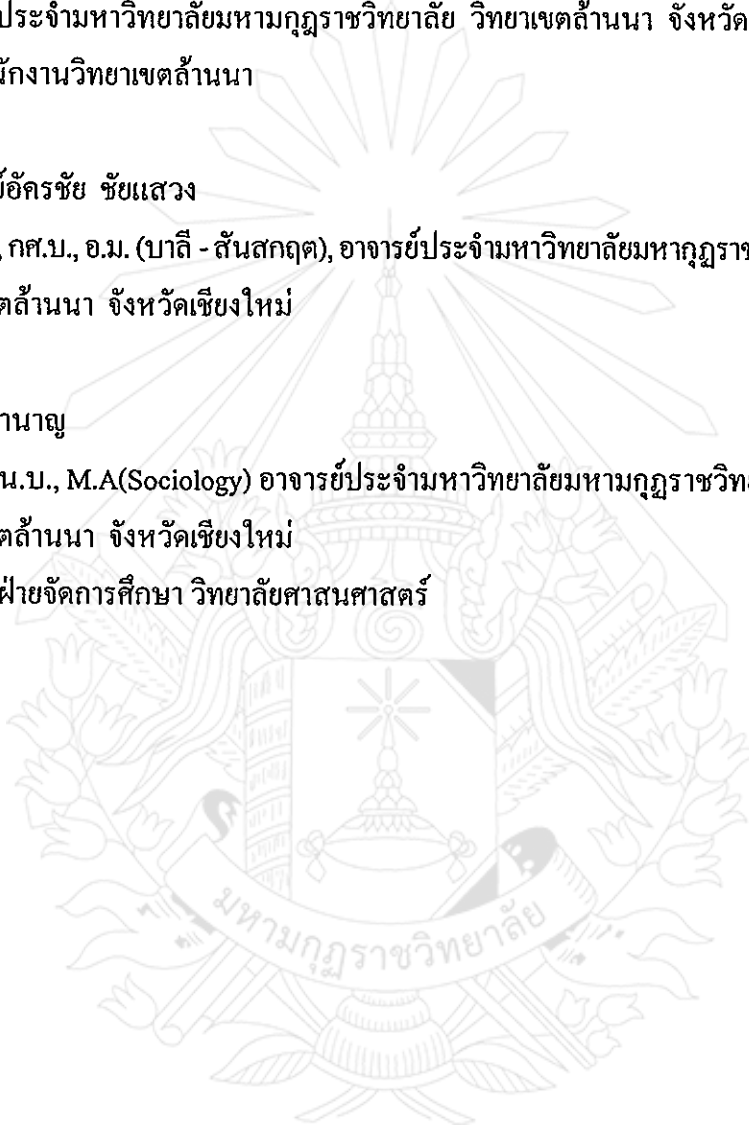 ประจำมหาวิทยาลัยมหามกุฏราชวิทยาลัย วิทยาเขตล้านนา จังหวัด
นักงานวิทยาเขตล้านนา
อัครชัย ชัยแสวง
, กศ.บ., อ.ม. (บาลี - สันสกฤต), อาจารย์ประจำมหาวิทยาลัยมหากุฏราช
ตล้านนา จังหวัดเชียงใหม่
านาญ
น.บ., M.A(Sociology) อาจารย์ประจำมหาวิทยาลัยมหามกุฏราชวิท
ตล้านนา จังหวัดเชียงใหม่
ฝ่ายจัดการศึกษา วิทยาลัยศาสนศาสตร์
มหามกุฏราชวิทยาลัย